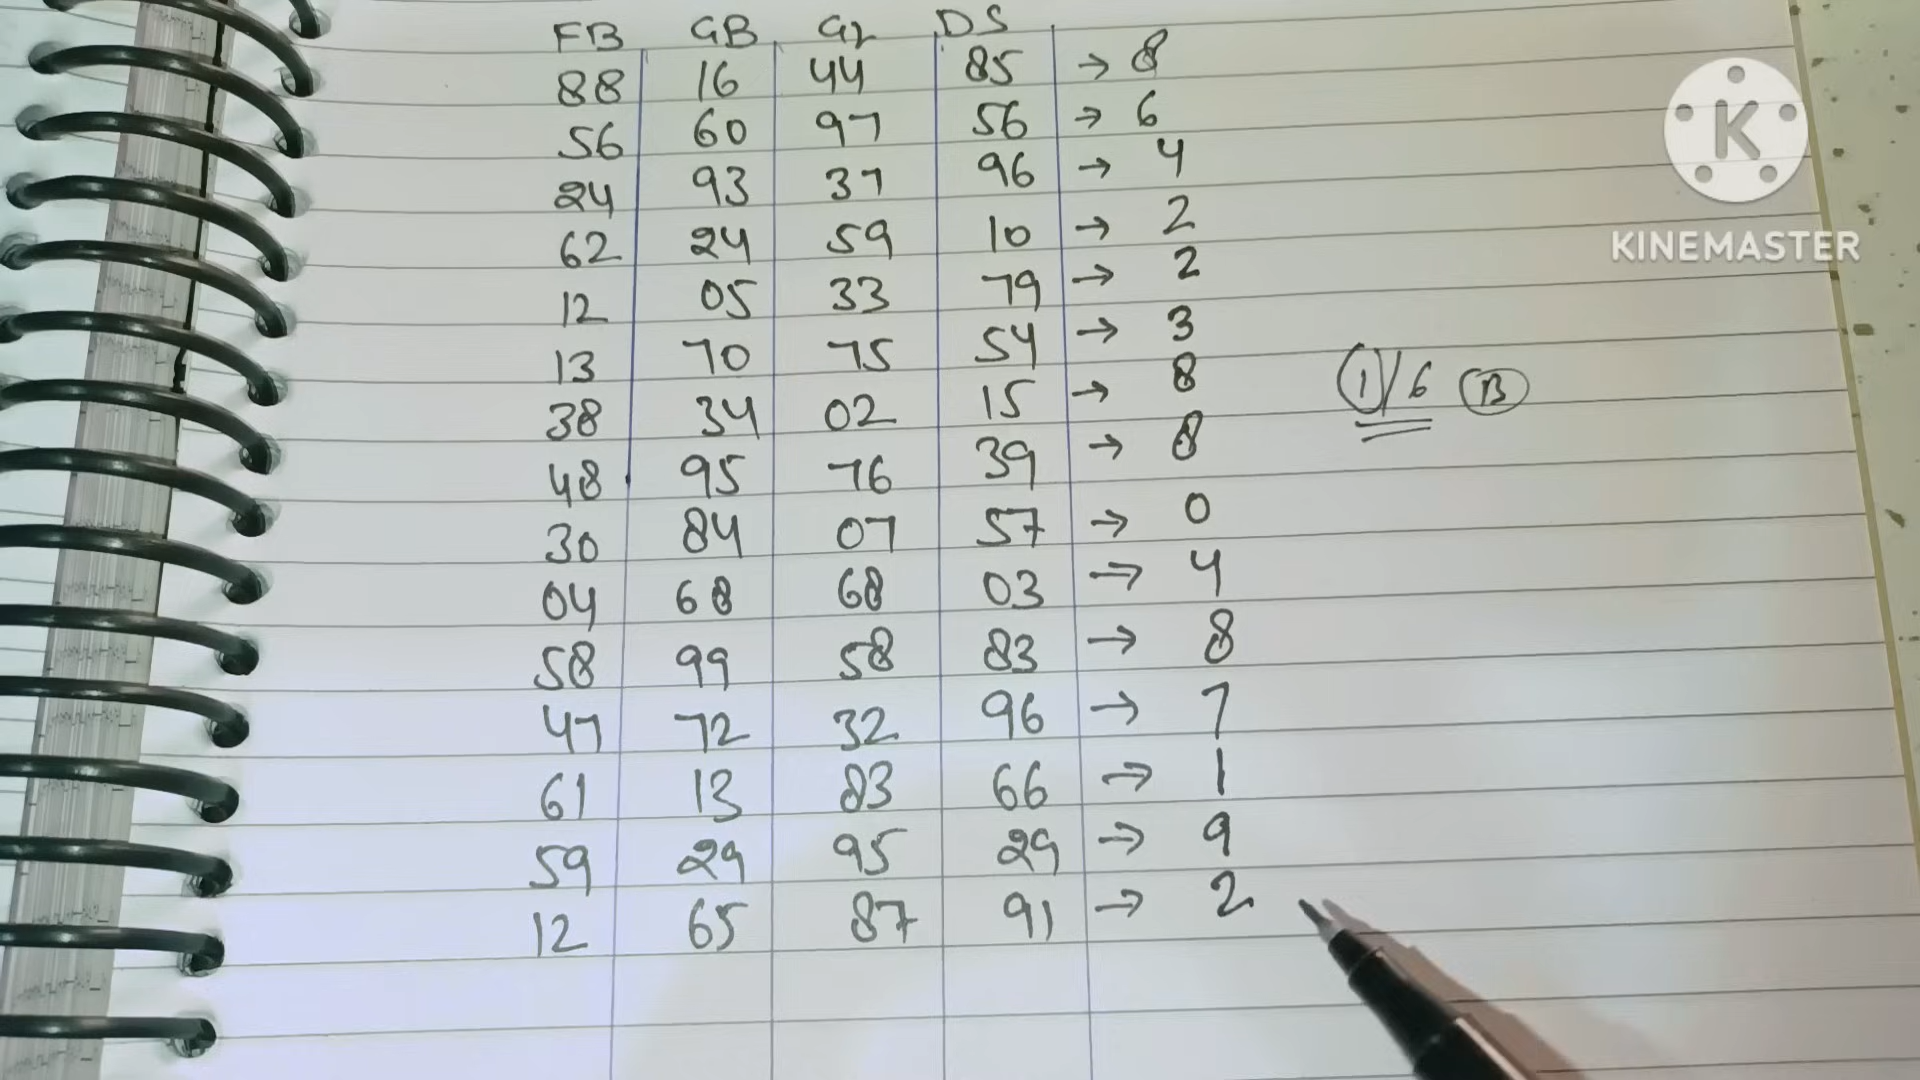 FB GB GL DS
88 16 44 85 → 8
56 60 97 56 → 6
24 93 37 96 → 4
62 24 59 10 → 2
12 05 33 79 → 2
13 70 75 54 → 3
38 34 02 15 → 8
1/6 B
48 95 76 39 → 8
30 84 07 57 → 0
04 68 68 03 → 4
58 99 58 83 → 8
47 72 32 96 → 7
61 13 83 66 → 1
59 29 95 29 → 9
12 65 87 91 → 2
K
KINEMASTER